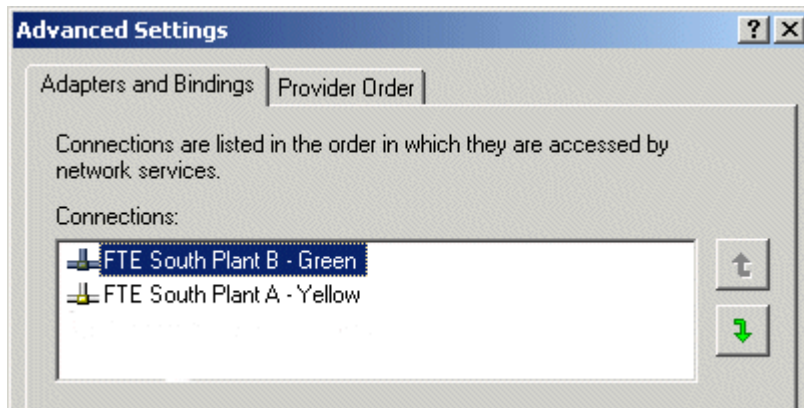 Advanced Settings
Adapters and Bindings
Provider Order
Connections are listed in the order in which they are accessed by
network services.
Connections:
FTE South Plant B - Green
FTE South Plant A - Yellow